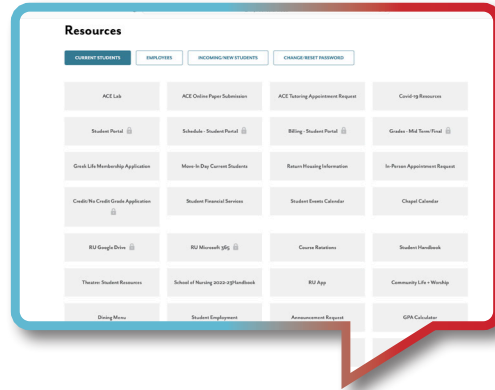 Resources
CURRENT STUDENTS EMPLOYERS INCOMING/NEW STUDENTS CHANGE/RESET PASSWORD
ACE Lab ACE Online Paper Submission ACE Tutoring Appointment Request Covid-19 Resources
Student Portal Schedule - Student Portal Billing - Student Portal Grades - Mid Term/Final
Greek Life Membership Application Move-In Day Current Students Return Housing Information In-Person Appointment Request
Credit/No Credit Grade Application Student Financial Services Student Events Calendar Chapel Calendar
RU Google Drive RU Microsoft 365 Course Rotations Student Handbook
Theater Student Resources School of Nursing 2022-23Handbook RU App Community Life + Worship
Dining Menu Student Employment Announcement Request GPA Calculator